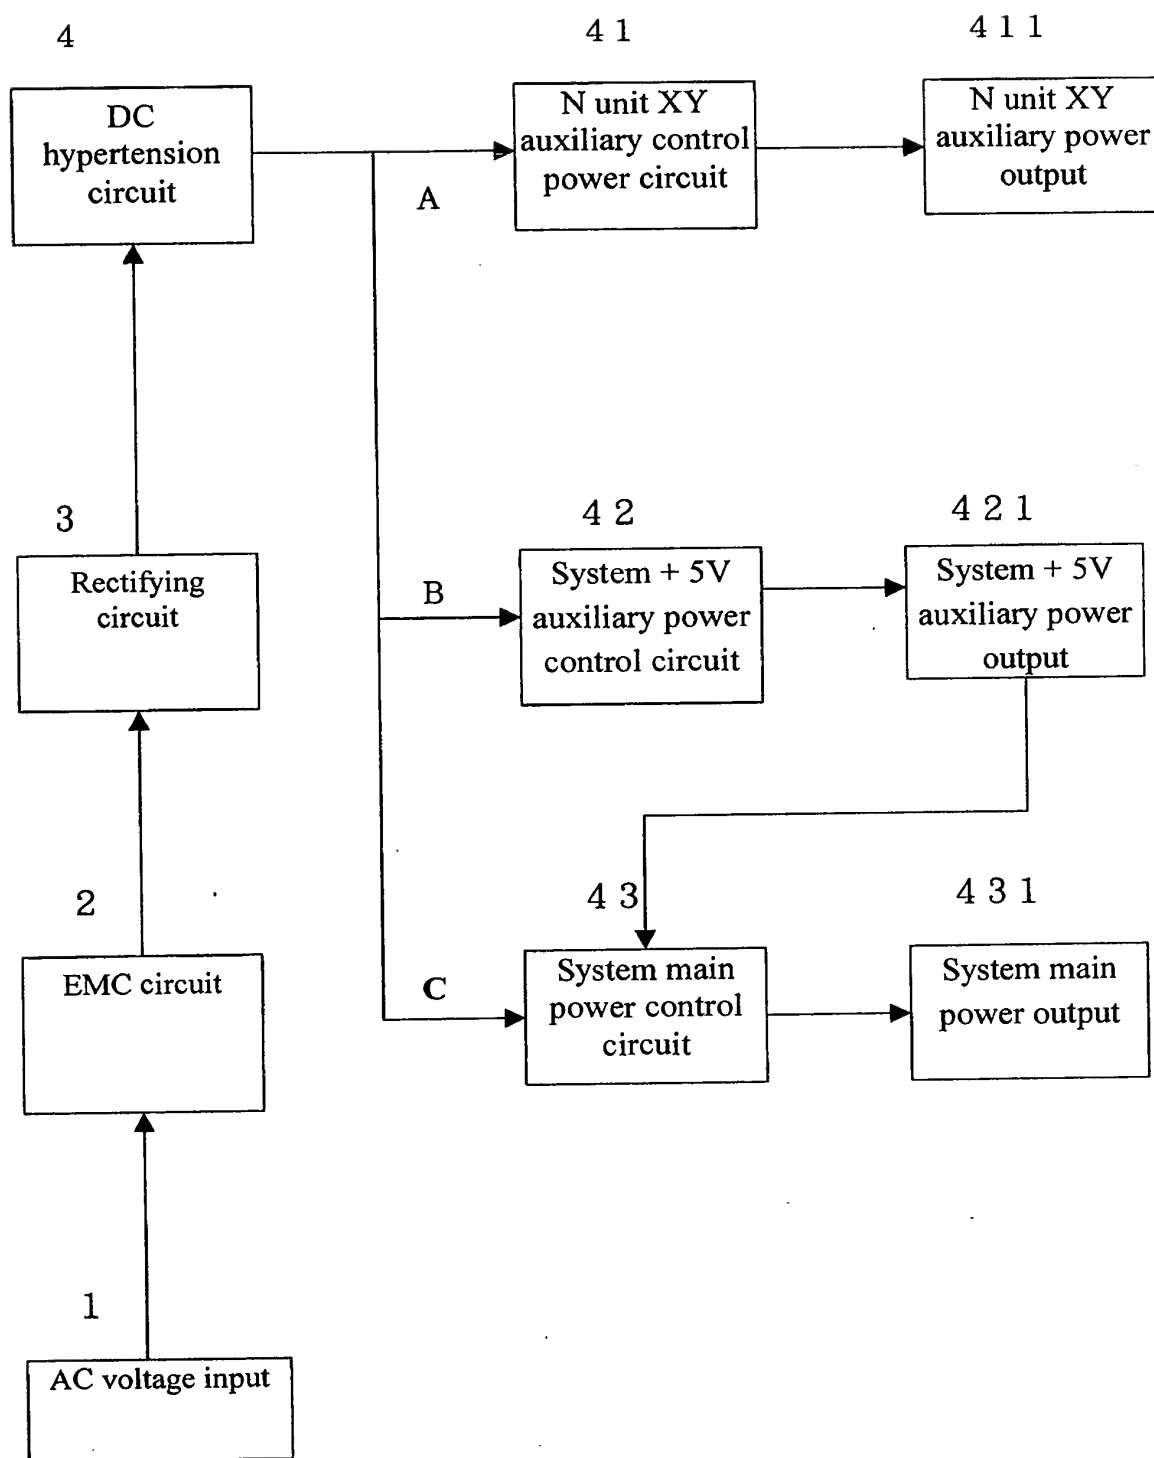 4
4 1
4 1 1
DC
hypertension
circuit
N unit XY
auxiliary control
power circuit
N unit XY
auxiliary power
output
A
3
4 2
4 2 1
Rectifying
circuit
B
System + 5V
auxiliary power
control circuit
System + 5V
auxiliary power
output
2
4 3
4 3 1
EMC circuit
C
System main
power control
circuit
System main
power output
1
AC voltage input